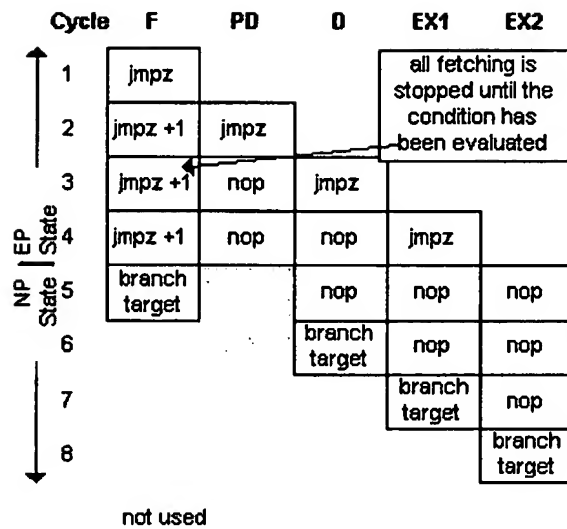 Cycle F PD D EX1 EX2
1 jmpz
all fetching is
stopped until the
condition has
been evaluated
2 jmpz +1 jmpz
3 jmpz +1 nop jmpz
4 jmpz +1 nop nop jmpz
EP
State
NP
State
5 branch
target
nop nop nop
6 branch
target
nop nop
7 branch
target
nop
8 branch
target
not used